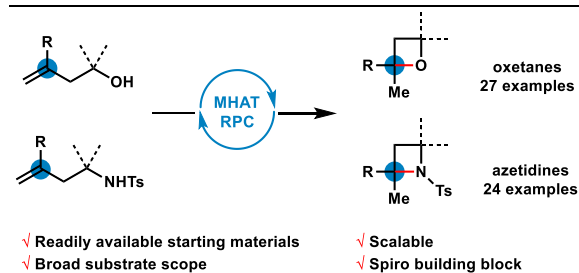 R
OH
R
NHTs
MHAT
RPC
R
O
Me
oxetanes
27 examples
R
N
Ts
Me
azetidines
24 examples
√ Readily available starting materials
√ Broad substrate scope
√ Scalable
√ Spiro building block